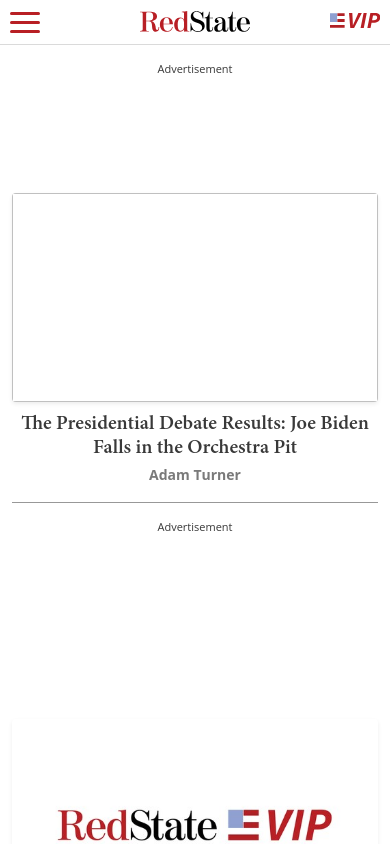 RedState VIP
Advertisement
The Presidential Debate Results: Joe Biden
Falls in the Orchestra Pit
Adam Turner
Advertisement
RedState VIP